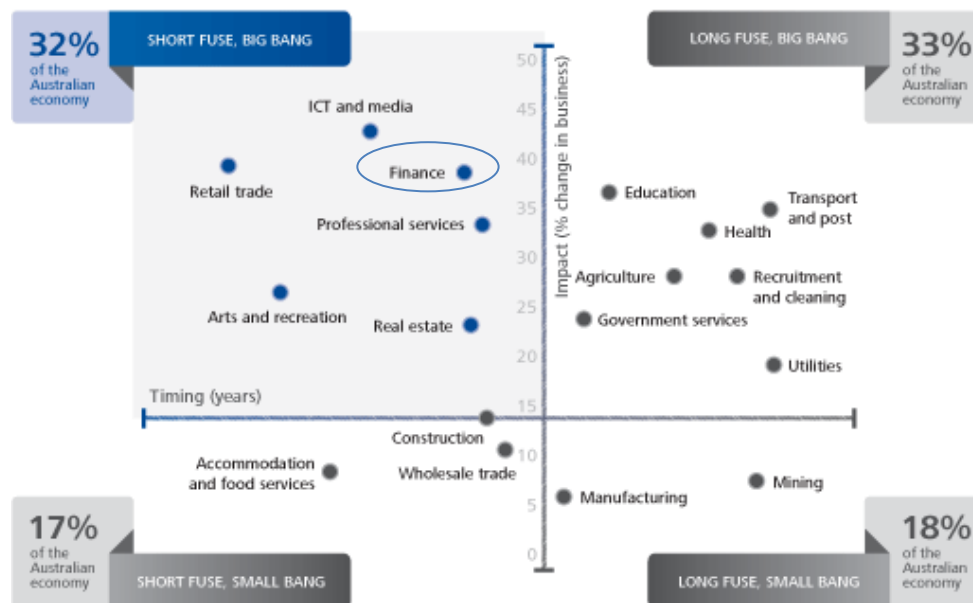 32%
of the
Australian
economy
SHORT FUSE, BIG BANG
LONG FUSE, BIG BANG
33%
of the
Australian
economy
50
45
40
35
30
25
20
15
10
5
0
Impact (% change in business)
ICT and media
Finance
Retail trade
Professional services
Arts and recreation
Real estate
Education
Transport
and post
Health
Agriculture
Recruitment
and cleaning
Government services
Utilities
Timing (years)
Construction
Wholesale trade
Accommodation
and food services
Manufacturing
Mining
17%
of the
Australian
economy
SHORT FUSE, SMALL BANG
LONG FUSE, SMALL BANG
18%
of the
Australian
economy